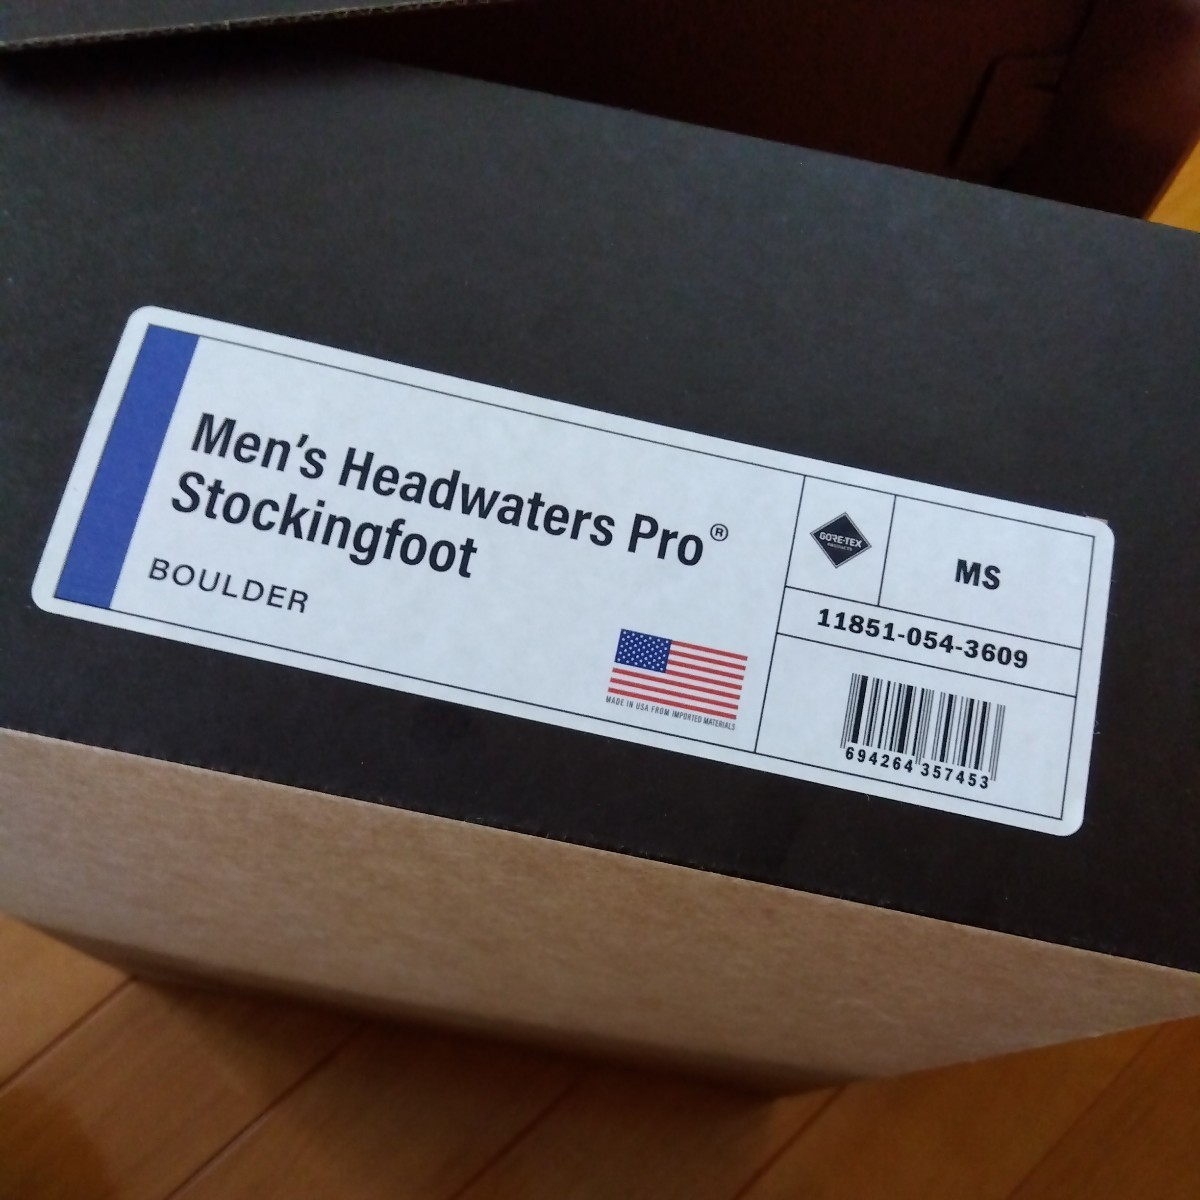 Men's Headwaters Pro®
Stockingfoot
BOULDER
MADE IN USA FROM IMPORTED MATERIALS
GORE-TEX
PRODUCTS
MS
11851-054-3609
694264 357453